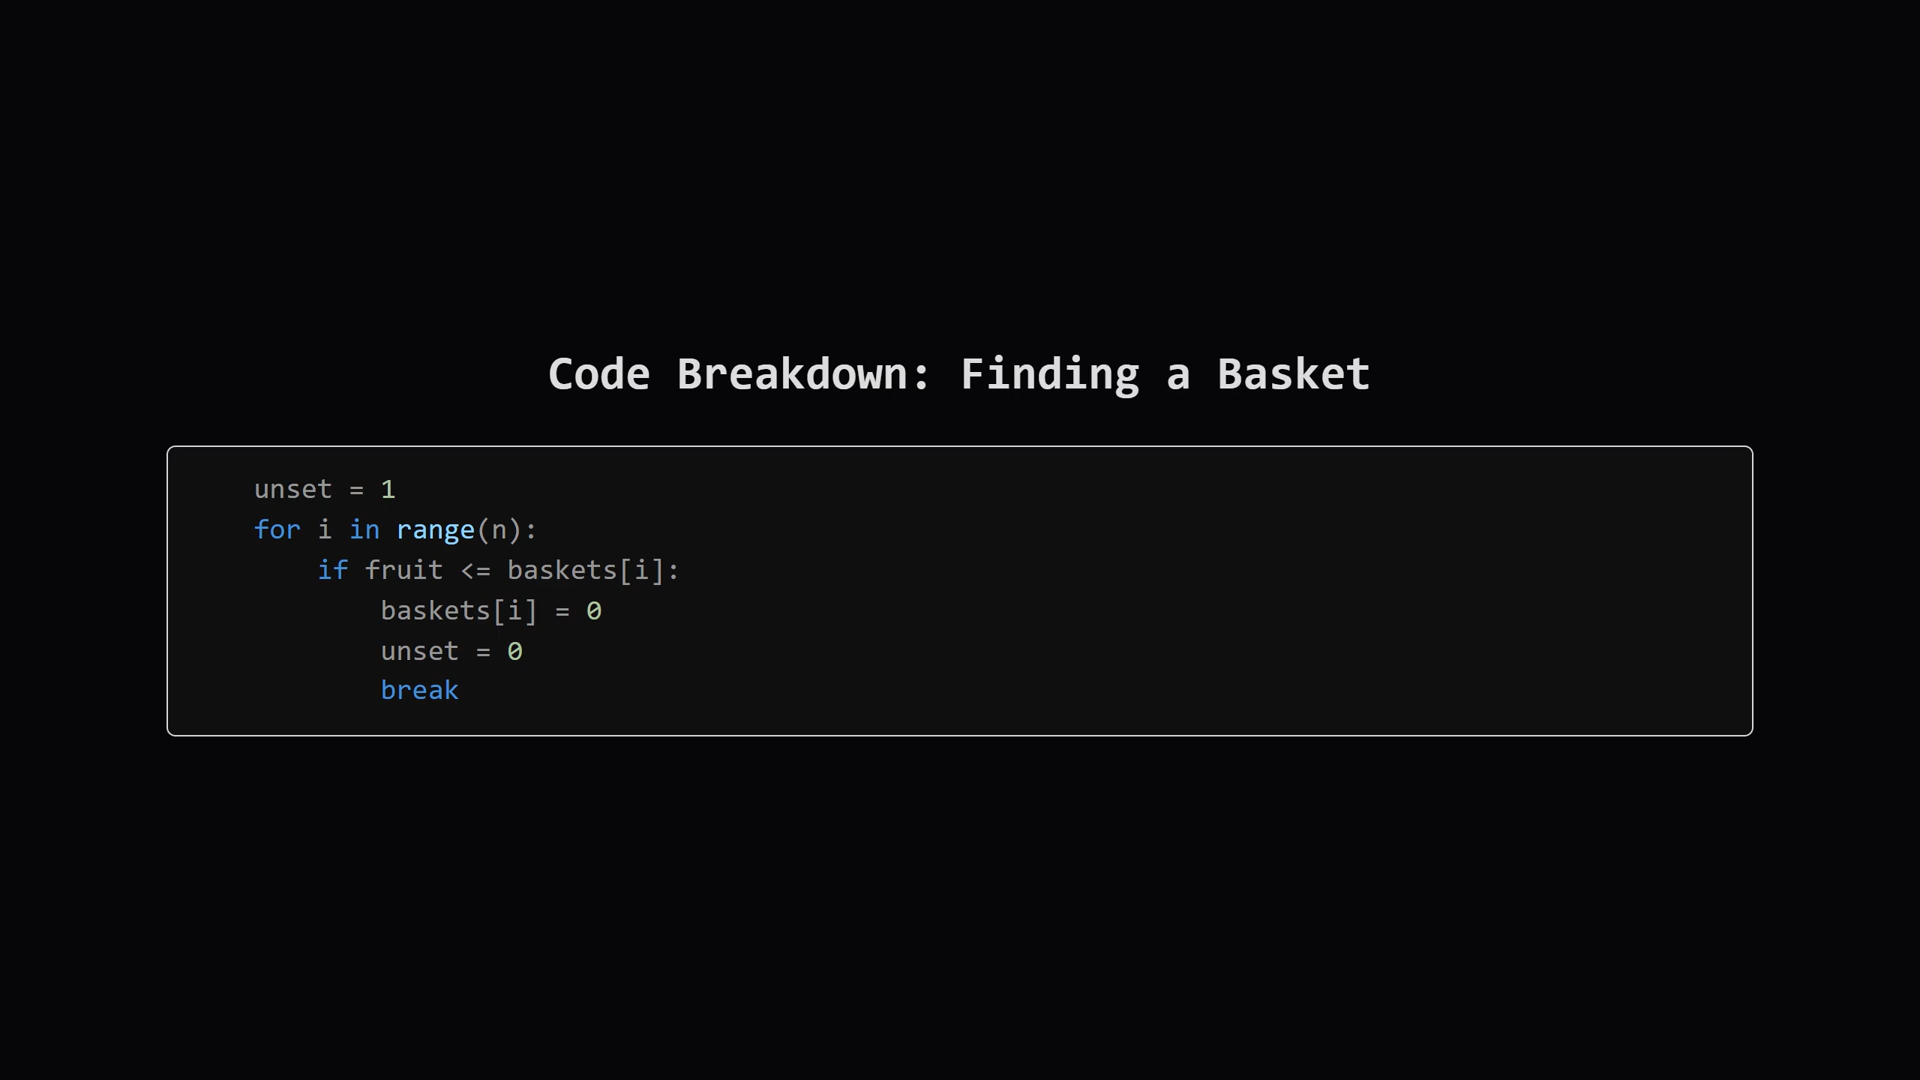 Code Breakdown: Finding a Basket
unset = 1
for i in range(n):
    if fruit <= baskets[i]:
        baskets[i] = 0
        unset = 0
        break